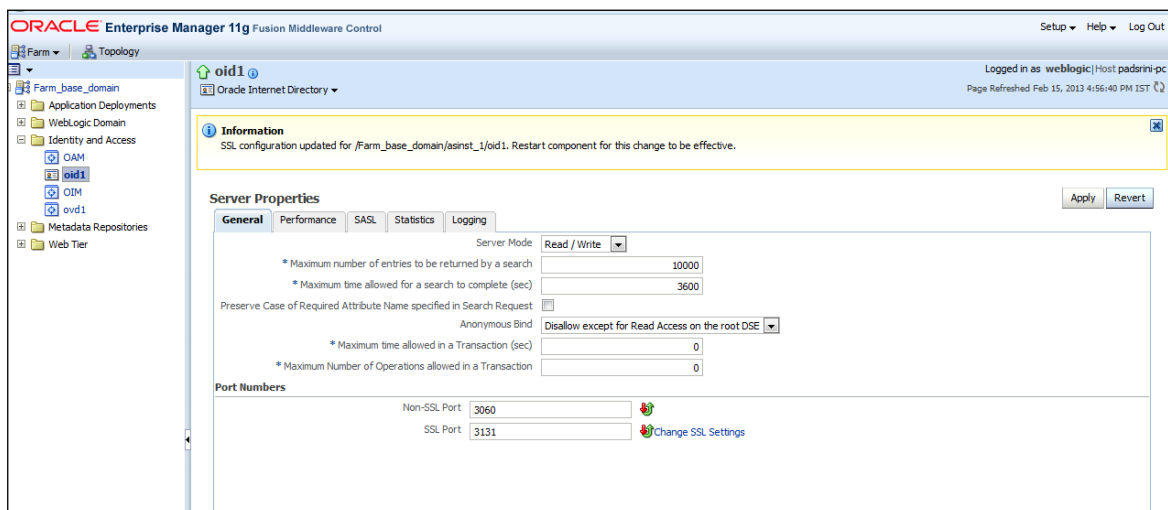 ORACLE Enterprise Manager 11g Fusion Middleware Control
Setup Help Log Out
Farm Topology
oid1
Logged in as weblogic|Host padsrini-pc
Oracle Internet Directory
Page Refreshed Feb 15, 2013 4:56:40 PM IST
Farm_base_domain
Application Deployments
WebLogic Domain
Identity and Access
OAM
oid1
OIM
ovd1
Metadata Repositories
Web Tier
Information
SSL configuration updated for /Farm_base_domain/asinst_1/oid1. Restart component for this change to be effective.
Server Properties
Apply Revert
General Performance SASL Statistics Logging
Server Mode Read / Write
* Maximum number of entries to be returned by a search 10000
* Maximum time allowed for a search to complete (sec) 3600
Preserve Case of Required Attribute Name specified in Search Request
Anonymous Bind Disallow except for Read Access on the root DSE
* Maximum time allowed in a Transaction (sec) 0
* Maximum Number of Operations allowed in a Transaction 0
Port Numbers
Non-SSL Port 3060
SSL Port 3131 Change SSL Settings